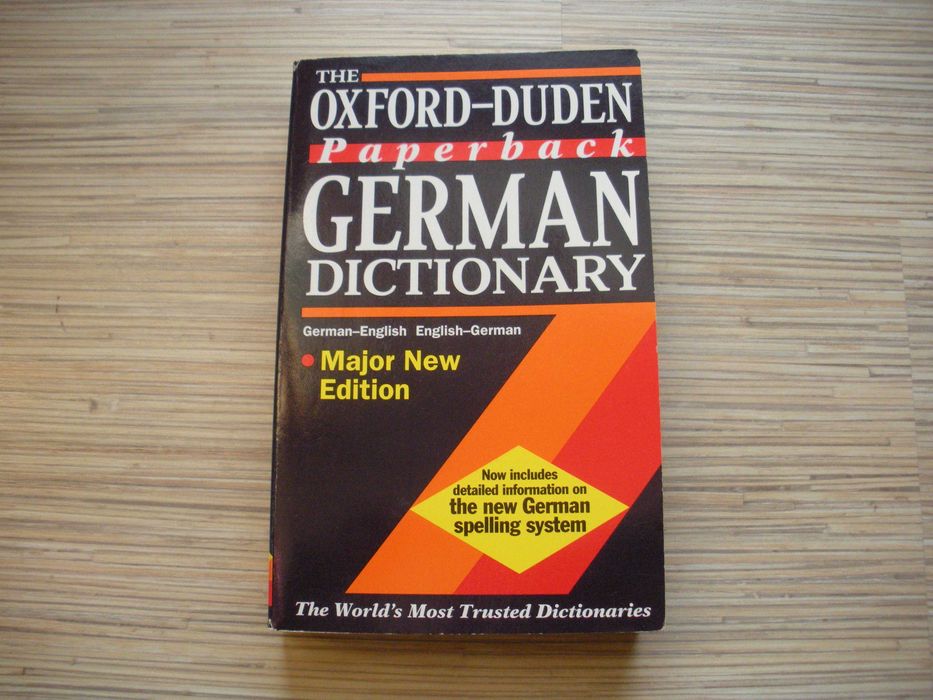 THE
OXFORD–DUDEN
Paperback
GERMAN
DICTIONARY
German–English English–German
• Major New
Edition
Now includes
detailed information on
the new German
spelling system
The World's Most Trusted Dictionaries